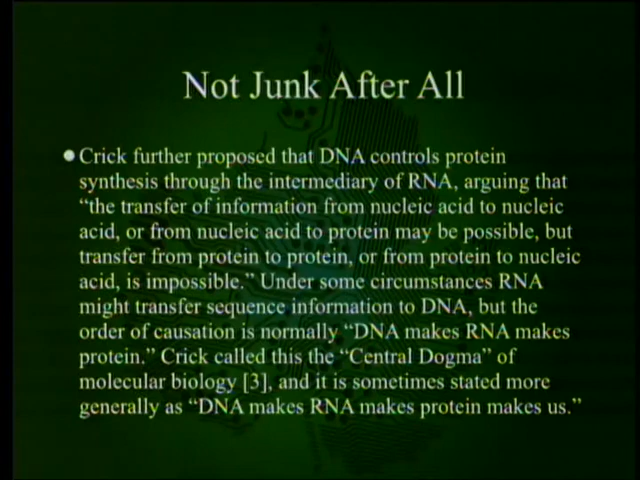 Not Junk After All
Crick further proposed that DNA controls protein
synthesis through the intermediary of RNA, arguing that
“the transfer of information from nucleic acid to nucleic
acid, or from nucleic acid to protein may be possible, but
transfer from protein to protein, or from protein to nucleic
acid, is impossible.” Under some circumstances RNA
might transfer sequence information to DNA, but the
order of causation is normally “DNA makes RNA makes
protein.” Crick called this the “Central Dogma” of
molecular biology [3], and it is sometimes stated more
generally as “DNA makes RNA makes protein makes us.”